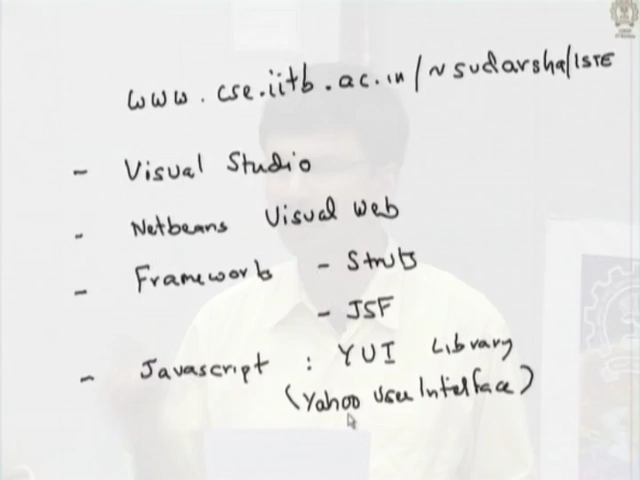 www.cse.iitb.ac.in/~sudarsha/ISTE
- Visual Studio
- Netbeans Visual Web
- Frameworks - Struts
- JSF
- Javascript : YUI Library
(Yahoo User Interface)